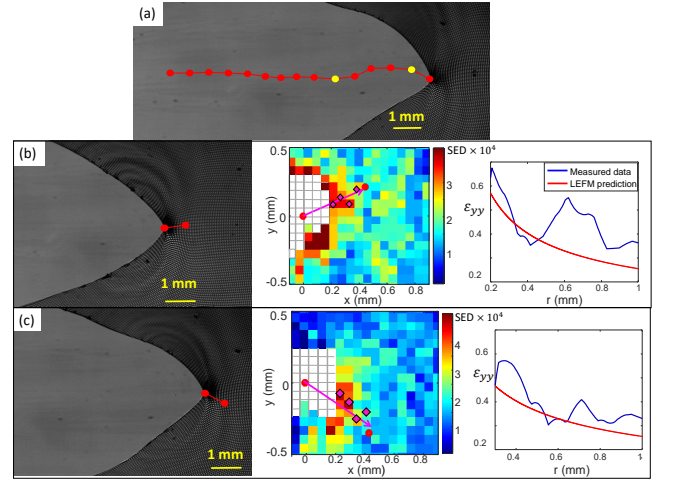 (a)
1 mm
(b)
1 mm
0.5
0
-0.5
y (mm)
0 0.2 0.4 0.6 0.8
x (mm)
SED × 10⁴
4
3
2
1
Measured data
LEFM prediction
0.6
εyy
0.4
0.2
0.2 0.4 0.6 0.8 1
r (mm)
(c)
1 mm
0.5
0
-0.5
y (mm)
0 0.2 0.4 0.6 0.8
x (mm)
SED × 10⁴
4
3
2
1
0.6
εyy
0.4
0.2
0.4 0.6 0.8 1
r (mm)